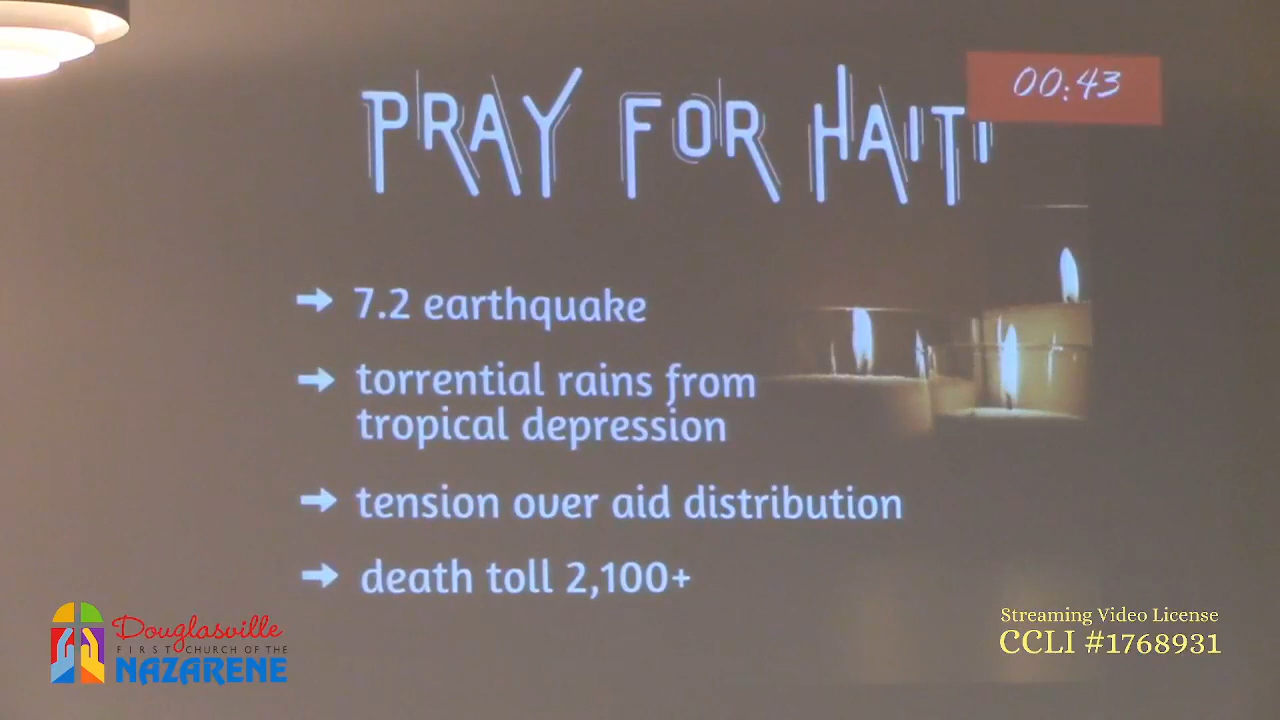 PRAY FOR HAITI
00:43
➡ 7.2 earthquake
➡ torrential rains from
tropical depression
➡ tension over aid distribution
➡ death toll 2,100+
Douglasville
FIRST CHURCH OF THE
NAZARENE
Streaming Video License
CCLI #1768931